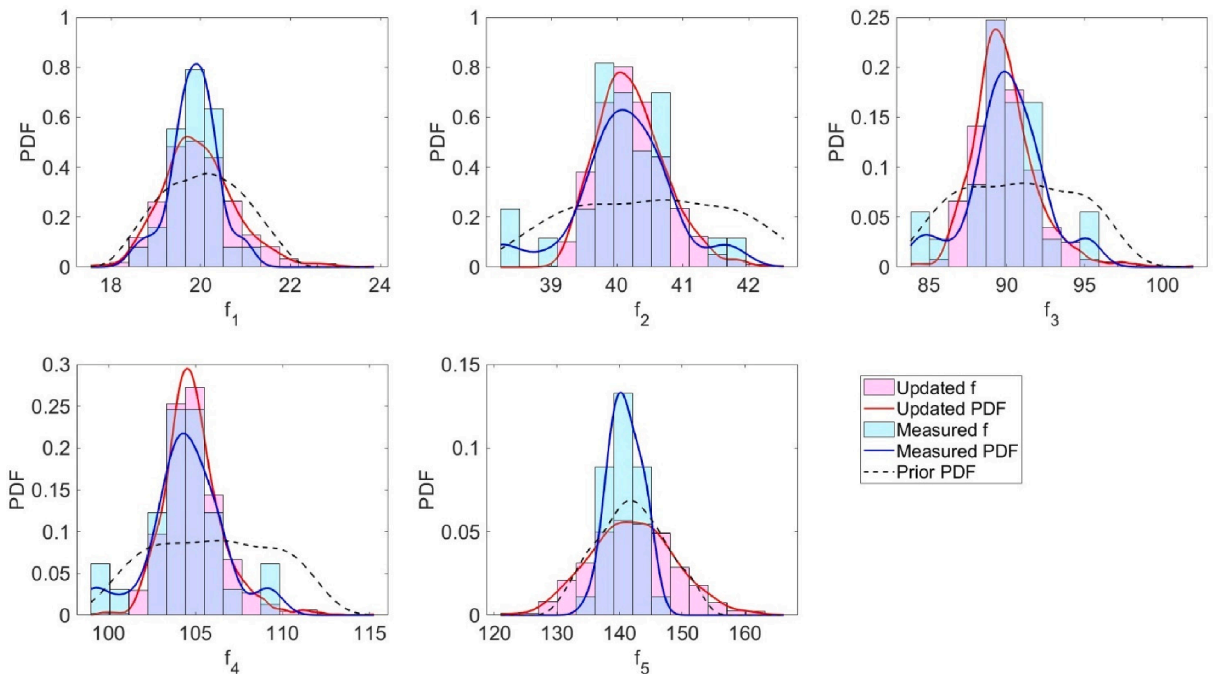 1
0.8
0.6
0.4
0.2
0
PDF
18 20 22 24
f1
1
0.8
0.6
0.4
0.2
0
PDF
39 40 41 42
f2
0.25
0.2
0.15
0.1
0.05
0
PDF
85 90 95 100
f3
0.3
0.25
0.2
0.15
0.1
0.05
0
PDF
100 105 110 115
f4
0.15
0.1
0.05
0
PDF
120 130 140 150 160
f5
Updated f
Updated PDF
Measured f
Measured PDF
Prior PDF